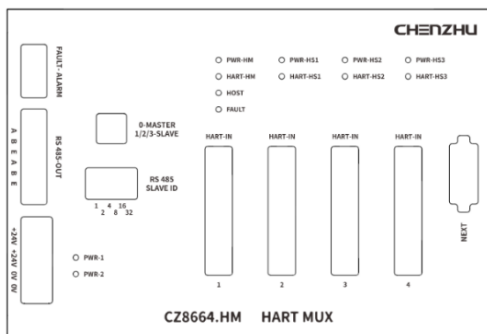 CHENZHU
PWR-HM PWR-HS1 PWR-HS2 PWR-HS3
HART-HM HART-HS1 HART-HS2 HART-HS3
HOST
FAULT
FAULT- ALARM
0-MASTER
1/2/3-SLAVE
RS 485-OUT
A B E A B E
RS 485
SLAVE ID
1 4 16
2 8 32
HART-IN HART-IN HART-IN HART-IN
1 2 3 4
NEXT
+24V +24V 0V 0V
PWR-1
PWR-2
CZ8664.HM HART MUX